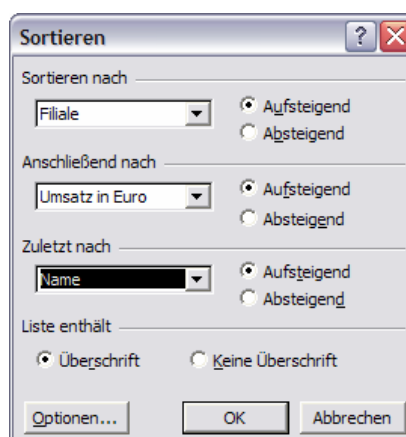 Sortieren
Sortieren nach
Filiale
Aufsteigend
Absteigend
Anschließend nach
Umsatz in Euro
Aufsteigend
Absteigend
Zuletzt nach
Name
Aufsteigend
Absteigend
Liste enthält
Überschrift Keine Überschrift
Optionen... OK Abbrechen